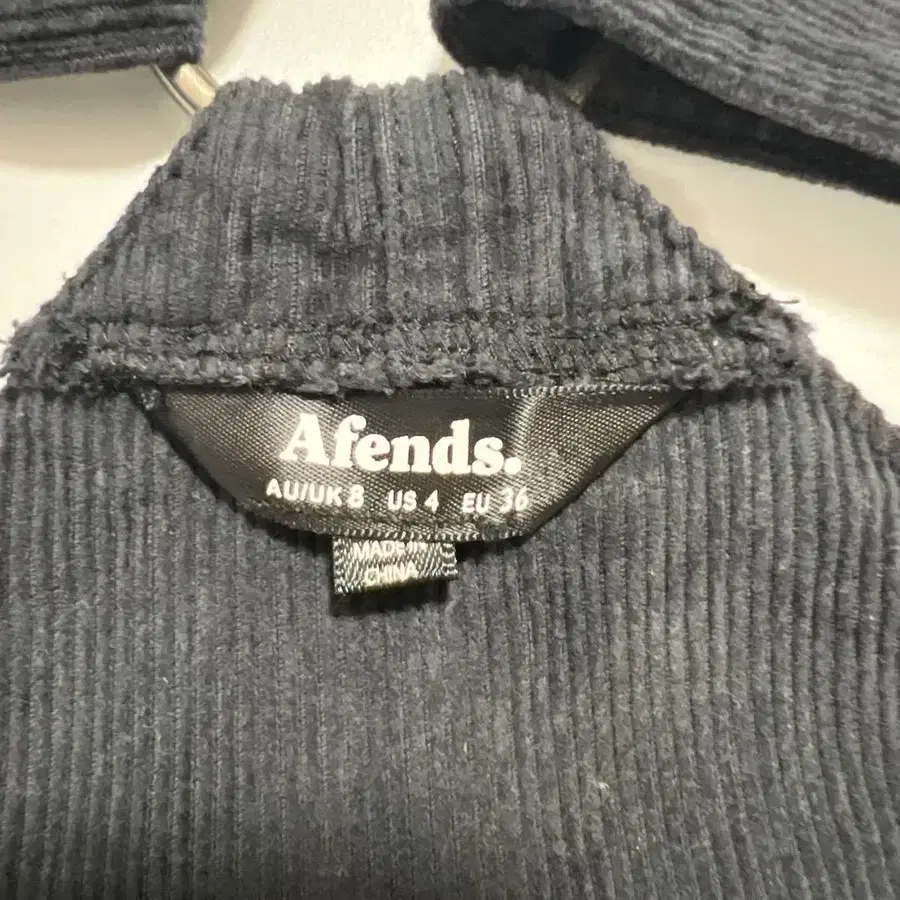 Afends.
AU/UK 8 US 4 EU 36
MADE IN
CHINA